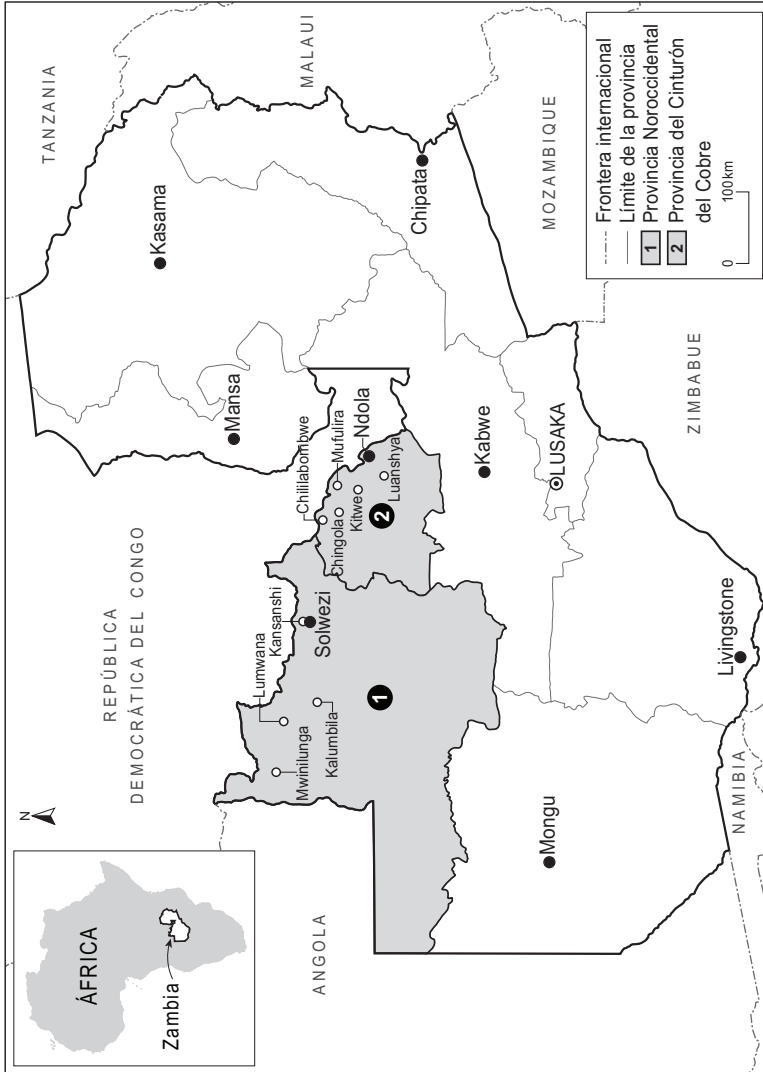 ÁFRICA
Zambia
N
REPÚBLICA
DEMOCRÁTICA DEL CONGO
TANZANIA
MALAUI
ANGOLA
MOZAMBIQUE
ZIMBABUE
NAMIBIA
Kasama
Mansa
Chipata
Mwinilunga
Lumwana
Kalumbila
Kansanshi
Solwezi
Chililabombwe
Chingola
Mufulira
Kitwe
Ndola
Luanshya
1
2
Kabwe
LUSAKA
Mongu
Livingstone
Frontera internacional
Límite de la provincia
1 Provincia Noroccidental
2 Provincia del Cinturón
del Cobre
0 100km